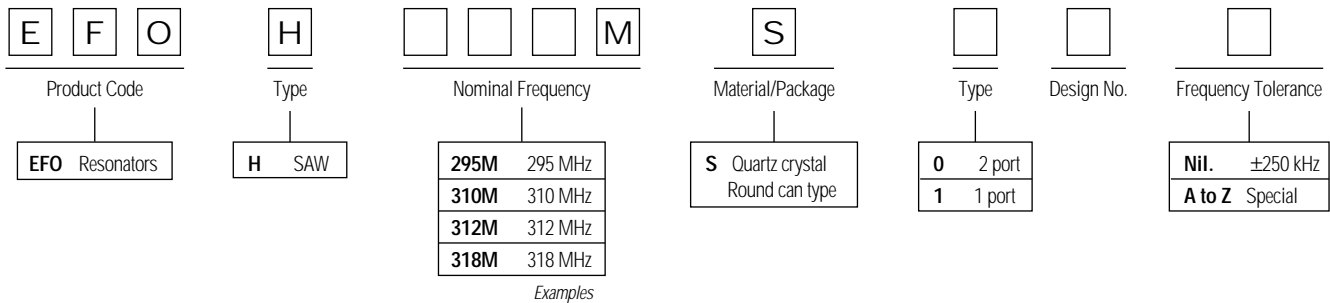 E F O H M S
Product Code Type Nominal Frequency Material/Package Type Design No. Frequency Tolerance
EFO Resonators
H SAW
295M 295 MHz
310M 310 MHz
312M 312 MHz
318M 318 MHz
Examples
S Quartz crystal
Round can type
0 2 port
1 1 port
Nil. ±250 kHz
A to Z Special